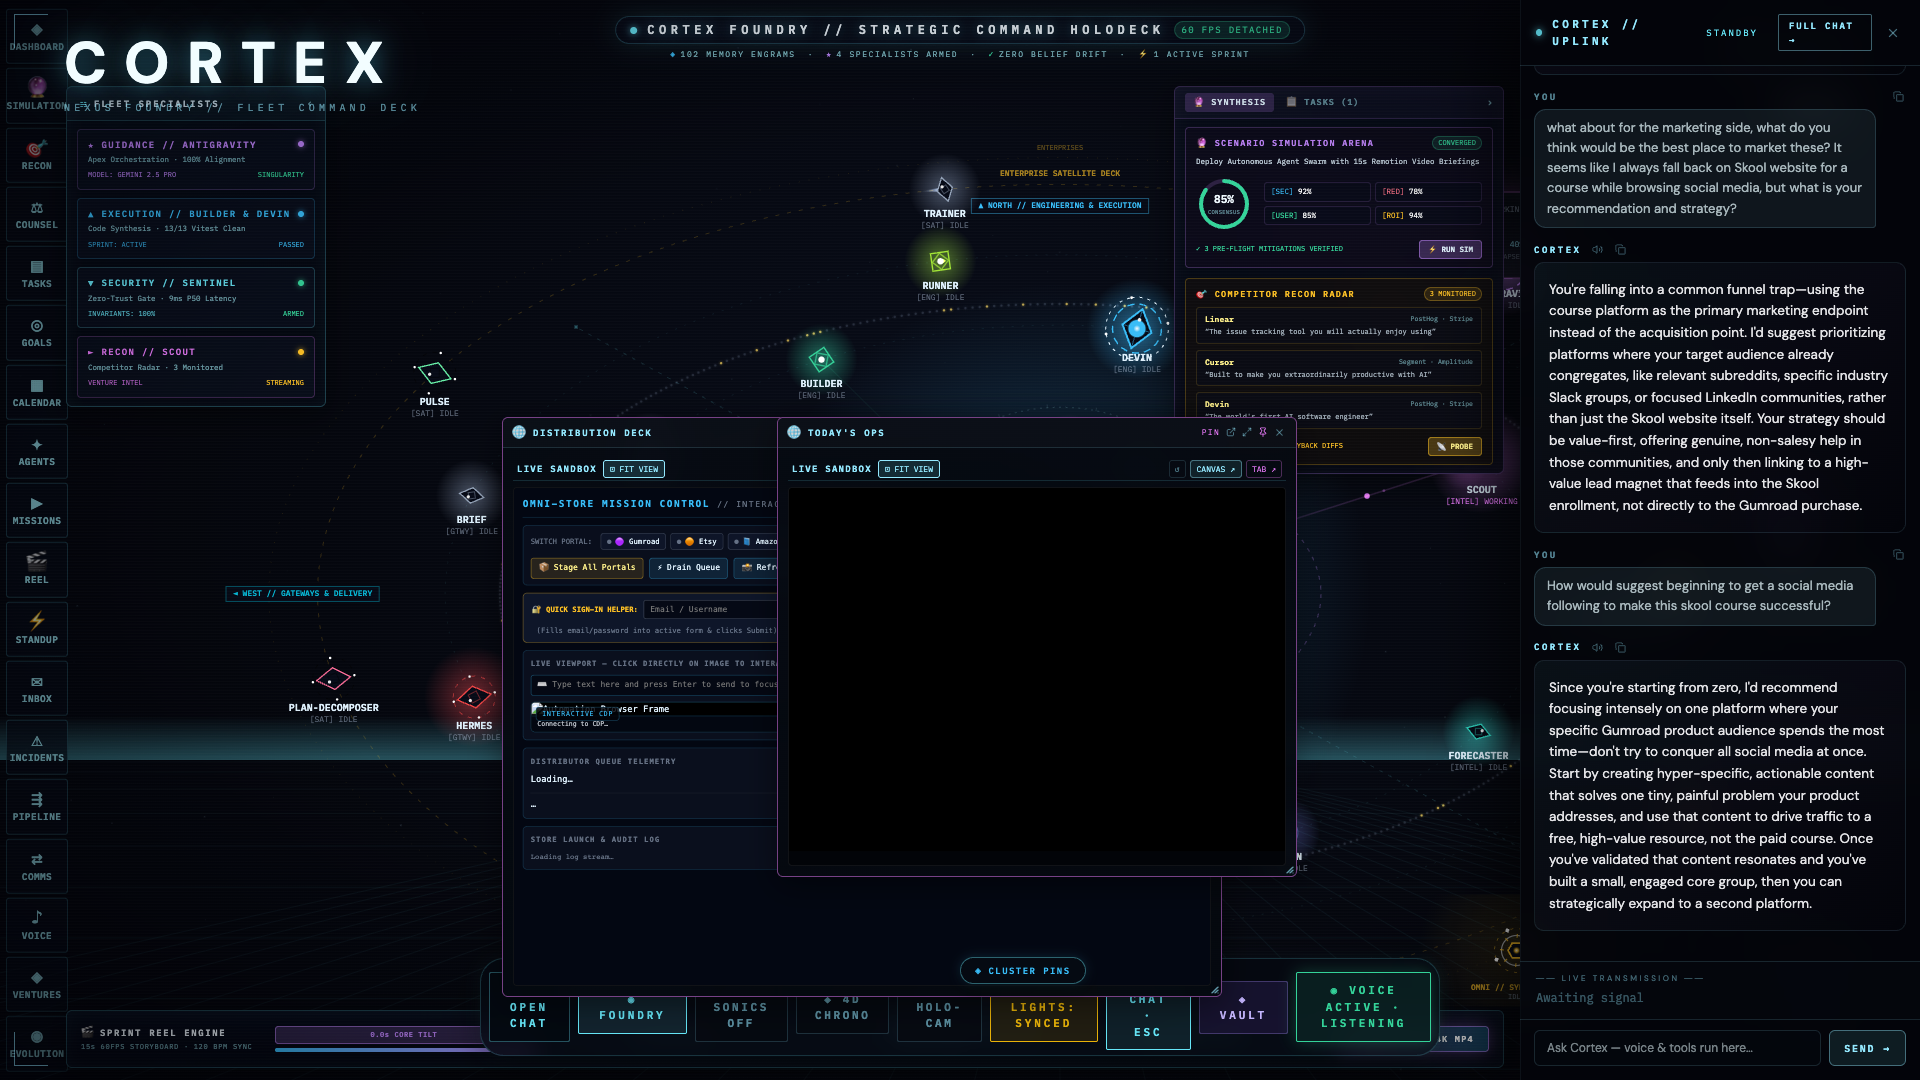 DASHBOARD
SIMULATION
RECON
COUNSEL
TASKS
GOALS
CALENDAR
AGENTS
MISSIONS
REEL
STANDUP
INBOX
INCIDENTS
PIPELINE
COMMS
VOICE
VENTURES
EVOLUTION
CORTEX
NEXUS FOUNDRY // FLEET COMMAND DECK
FLEET SPECIALISTS
★ GUIDANCE // ANTIGRAVITY
Apex Orchestration · 100% Alignment
MODEL: GEMINI 2.5 PRO
SINGULARITY
▲ EXECUTION // BUILDER & DEVIN
Code Synthesis · 13/13 Vitest Clean
SPRINT: ACTIVE
PASSED
▼ SECURITY // SENTINEL
Zero-Trust Gate · 9ms P50 Latency
INVARIANTS: 100%
ARMED
► RECON // SCOUT
Competitor Radar · 3 Monitored
VENTURE INTEL
STREAMING
CORTEX FOUNDRY // STRATEGIC COMMAND HOLODECK
60 FPS DETACHED
◆ 102 MEMORY ENGRAMS · ★ 4 SPECIALISTS ARMED · ✓ ZERO BELIEF DRIFT · ⚡ 1 ACTIVE SPRINT
ENTERPRISES
ENTERPRISE SATELLITE DECK
▲ NORTH // ENGINEERING & EXECUTION
TRAINER
[SAT] IDLE
RUNNER
[ENG] IDLE
DEVIN
[ENG] IDLE
BUILDER
[ENG] IDLE
PULSE
[SAT] IDLE
BRIEF
[GTWY] IDLE
◄ WEST // GATEWAYS & DELIVERY
PLAN-DECOMPOSER
[SAT] IDLE
HERMES
[GTWY] IDLE
SCOUT
[INTEL] WORKING
FORECASTER
[INTEL] IDLE
SYNTHESIS
TASKS (1)
›
SCENARIO SIMULATION ARENA
CONVERGED
Deploy Autonomous Agent Swarm with 15s Remotion Video Briefings
85%
CONSENSUS
[SEC] 92%
[RED] 78%
[USER] 85%
[ROI] 94%
✓ 3 PRE-FLIGHT MITIGATIONS VERIFIED
⚡ RUN SIM
COMPETITOR RECON RADAR
3 MONITORED
Linear
PostHog · Stripe
"The issue tracking tool you will actually enjoy using"
Cursor
Segment · Amplitude
"Built to make you extraordinarily productive with AI"
Devin
PostHog · Stripe
"The world's first AI software engineer"
YBACK DIFFS
PROBE
DISTRIBUTION DECK
LIVE SANDBOX
FIT VIEW
OMNI-STORE MISSION CONTROL // INTERAC
SWITCH PORTAL:
Gumroad
Etsy
Amazo
Stage All Portals
⚡ Drain Queue
Refr
QUICK SIGN-IN HELPER:
Email / Username
(Fills email/password into active form & clicks Submit)
LIVE VIEWPORT — CLICK DIRECTLY ON IMAGE TO INTERA
Type text here and press Enter to send to focus
Browser Frame
INTERACTIVE CDP
Connecting to CDP…
DISTRIBUTOR QUEUE TELEMETRY
Loading…
…
STORE LAUNCH & AUDIT LOG
Loading log stream…
TODAY'S OPS
PIN
LIVE SANDBOX
FIT VIEW
CANVAS ↗
TAB ↗
◆ CLUSTER PINS
SPRINT REEL ENGINE
15s 60FPS STORYBOARD · 120 BPM SYNC
0.0s CORE TILT
OPEN
CHAT
FOUNDRY
SONICS
OFF
◆ 4D
CHRONO
HOLO-
CAM
LIGHTS:
SYNCED
CHAT
·
ESC
◆
VAULT
● VOICE
ACTIVE ·
LISTENING
MP4
CORTEX //
UPLINK
STANDBY
FULL CHAT
→
YOU
what about for the marketing side, what do you
think would be the best place to market these? It
seems like I always fall back on Skool website for a
course while browsing social media, but what is your
recommendation and strategy?
CORTEX
You're falling into a common funnel trap—using the
course platform as the primary marketing endpoint
instead of the acquisition point. I'd suggest prioritizing
platforms where your target audience already
congregates, like relevant subreddits, specific industry
Slack groups, or focused LinkedIn communities, rather
than just the Skool website itself. Your strategy should
be value-first, offering genuine, non-salesy help in
those communities, and only then linking to a high-
value lead magnet that feeds into the Skool
enrollment, not directly to the Gumroad purchase.
YOU
How would suggest beginning to get a social media
following to make this skool course successful?
CORTEX
Since you're starting from zero, I'd recommend
focusing intensely on one platform where your
specific Gumroad product audience spends the most
time—don't try to conquer all social media at once.
Start by creating hyper-specific, actionable content
that solves one tiny, painful problem your product
addresses, and use that content to drive traffic to a
free, high-value resource, not the paid course. Once
you've validated that content resonates and you've
built a small, engaged core group, then you can
strategically expand to a second platform.
—— LIVE TRANSMISSION ——
Awaiting signal
Ask Cortex — voice & tools run here…
SEND →